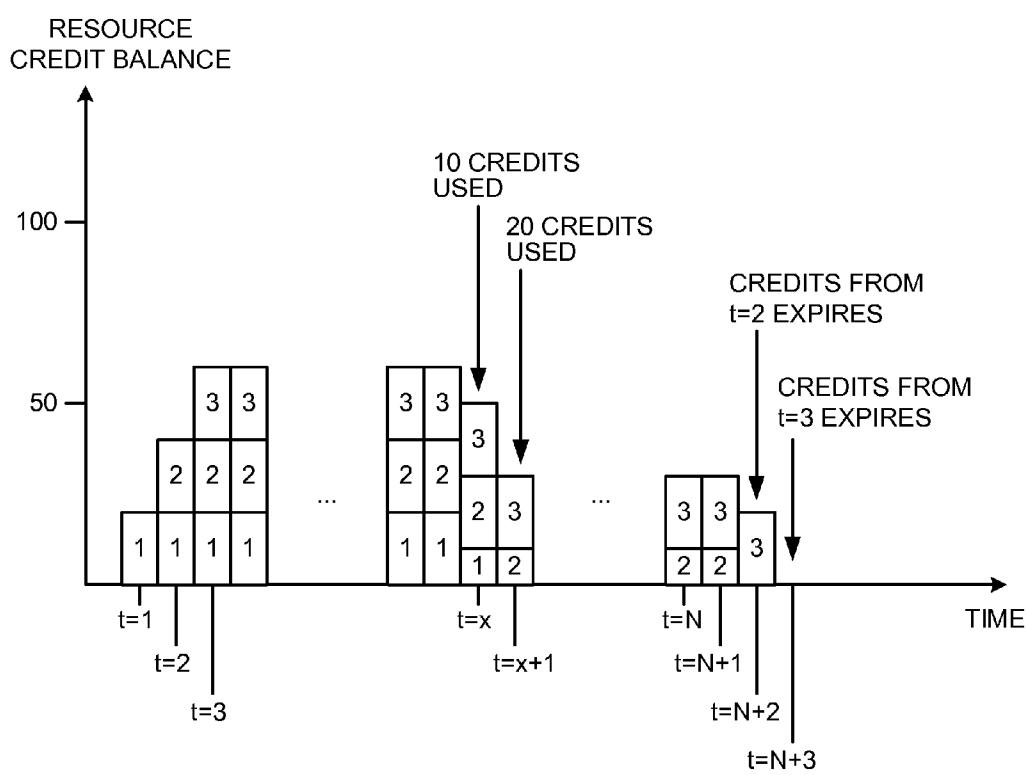 RESOURCE
CREDIT BALANCE
10 CREDITS
USED
100
20 CREDITS
USED
CREDITS FROM
t=2 EXPIRES
CREDITS FROM
t=3 EXPIRES
50
3 3 3 3
3
2 2 2 2 2
2 3 3 3
... ...
1 1 1 1 1 1
3
1 2 2 2
t=1 t=x t=N TIME
t=2 t=x+1 t=N+1
t=3 t=N+2
t=N+3